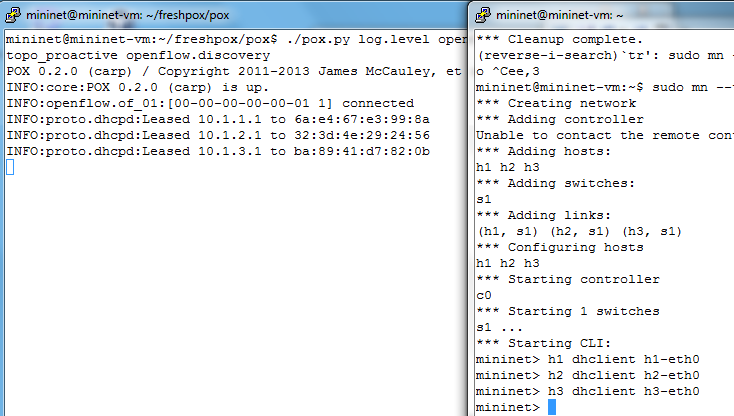 mininet@mininet-vm: ~/freshpox/pox
mininet@mininet-vm:~/freshpox/pox$ ./pox.py log.level oper
topo_proactive openflow.discovery
POX 0.2.0 (carp) / Copyright 2011-2013 James McCauley, et
INFO:core:POX 0.2.0 (carp) is up.
INFO:openflow.of_01:[00-00-00-00-00-01 1] connected
INFO:proto.dhcpd:Leased 10.1.1.1 to 6a:e4:67:e3:99:8a
INFO:proto.dhcpd:Leased 10.1.2.1 to 32:3d:4e:29:24:56
INFO:proto.dhcpd:Leased 10.1.3.1 to ba:89:41:d7:82:0b
mininet@mininet-vm: ~
*** Cleanup complete.
(reverse-i-search)`tr': sudo mn -
o ^Cee,3
mininet@mininet-vm:~$ sudo mn --
*** Creating network
*** Adding controller
Unable to contact the remote con
*** Adding hosts:
h1 h2 h3
*** Adding switches:
s1
*** Adding links:
(h1, s1) (h2, s1) (h3, s1)
*** Configuring hosts
h1 h2 h3
*** Starting controller
c0
*** Starting 1 switches
s1 ...
*** Starting CLI:
mininet> h1 dhclient h1-eth0
mininet> h2 dhclient h2-eth0
mininet> h3 dhclient h3-eth0
mininet>